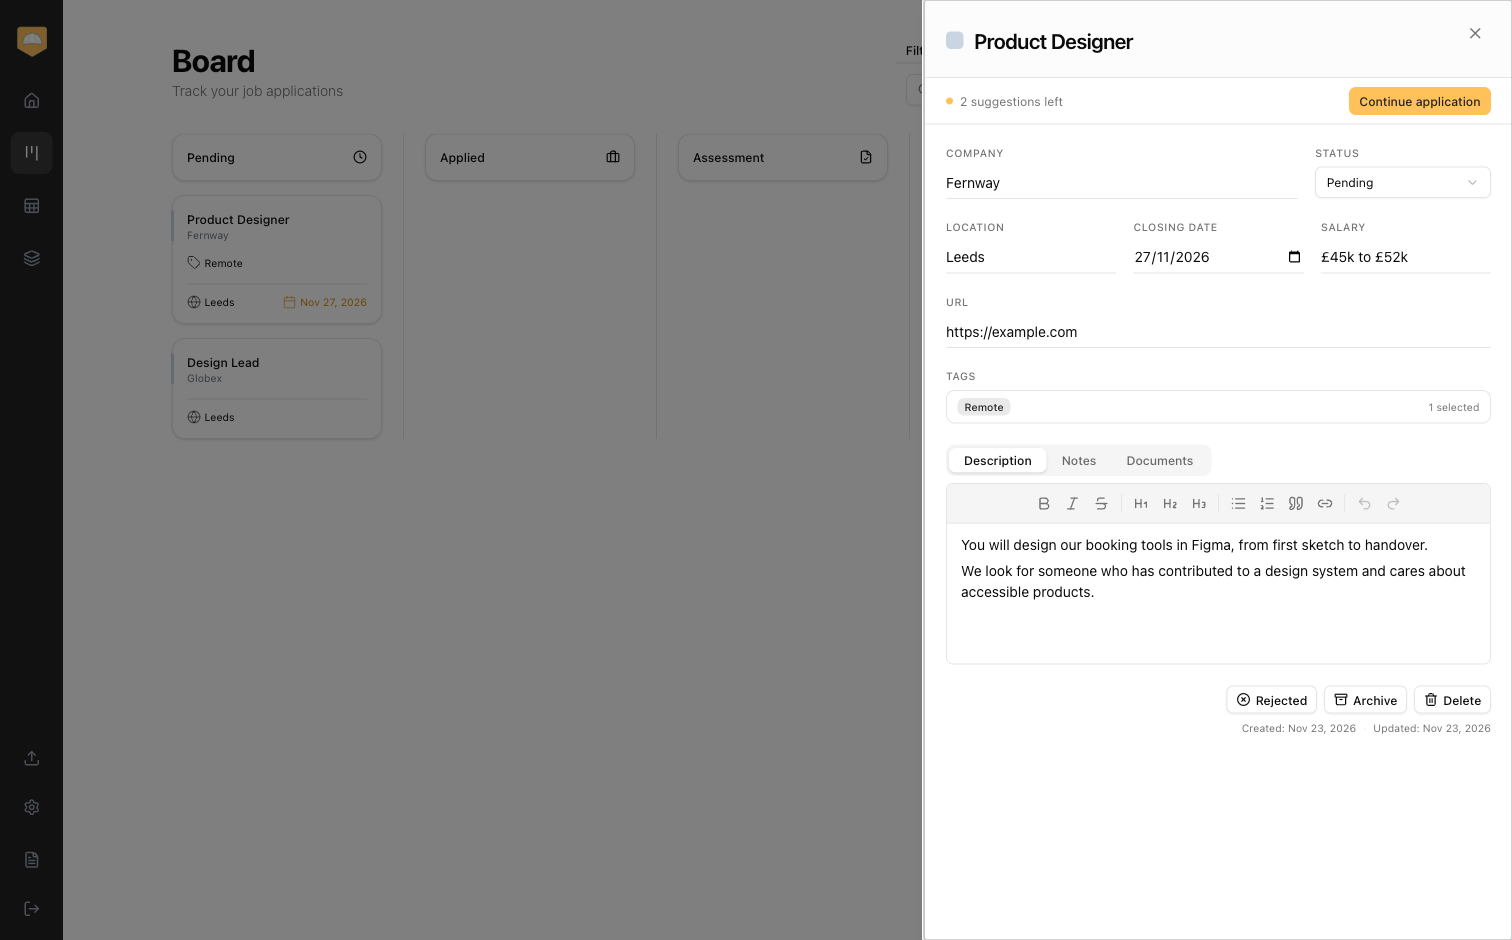 Board
Track your job applications
Filt
Pending
Applied
Assessment
Product Designer
Fernway
Remote
Leeds
Nov 27, 2026
Design Lead
Globex
Leeds
Product Designer
2 suggestions left
Continue application
COMPANY
STATUS
Fernway
Pending
LOCATION
CLOSING DATE
SALARY
Leeds
27/11/2026
£45k to £52k
URL
https://example.com
TAGS
Remote
1 selected
Description
Notes
Documents
B I S H1 H2 H3
You will design our booking tools in Figma, from first sketch to handover.
We look for someone who has contributed to a design system and cares about
accessible products.
Rejected
Archive
Delete
Created: Nov 23, 2026 · Updated: Nov 23, 2026